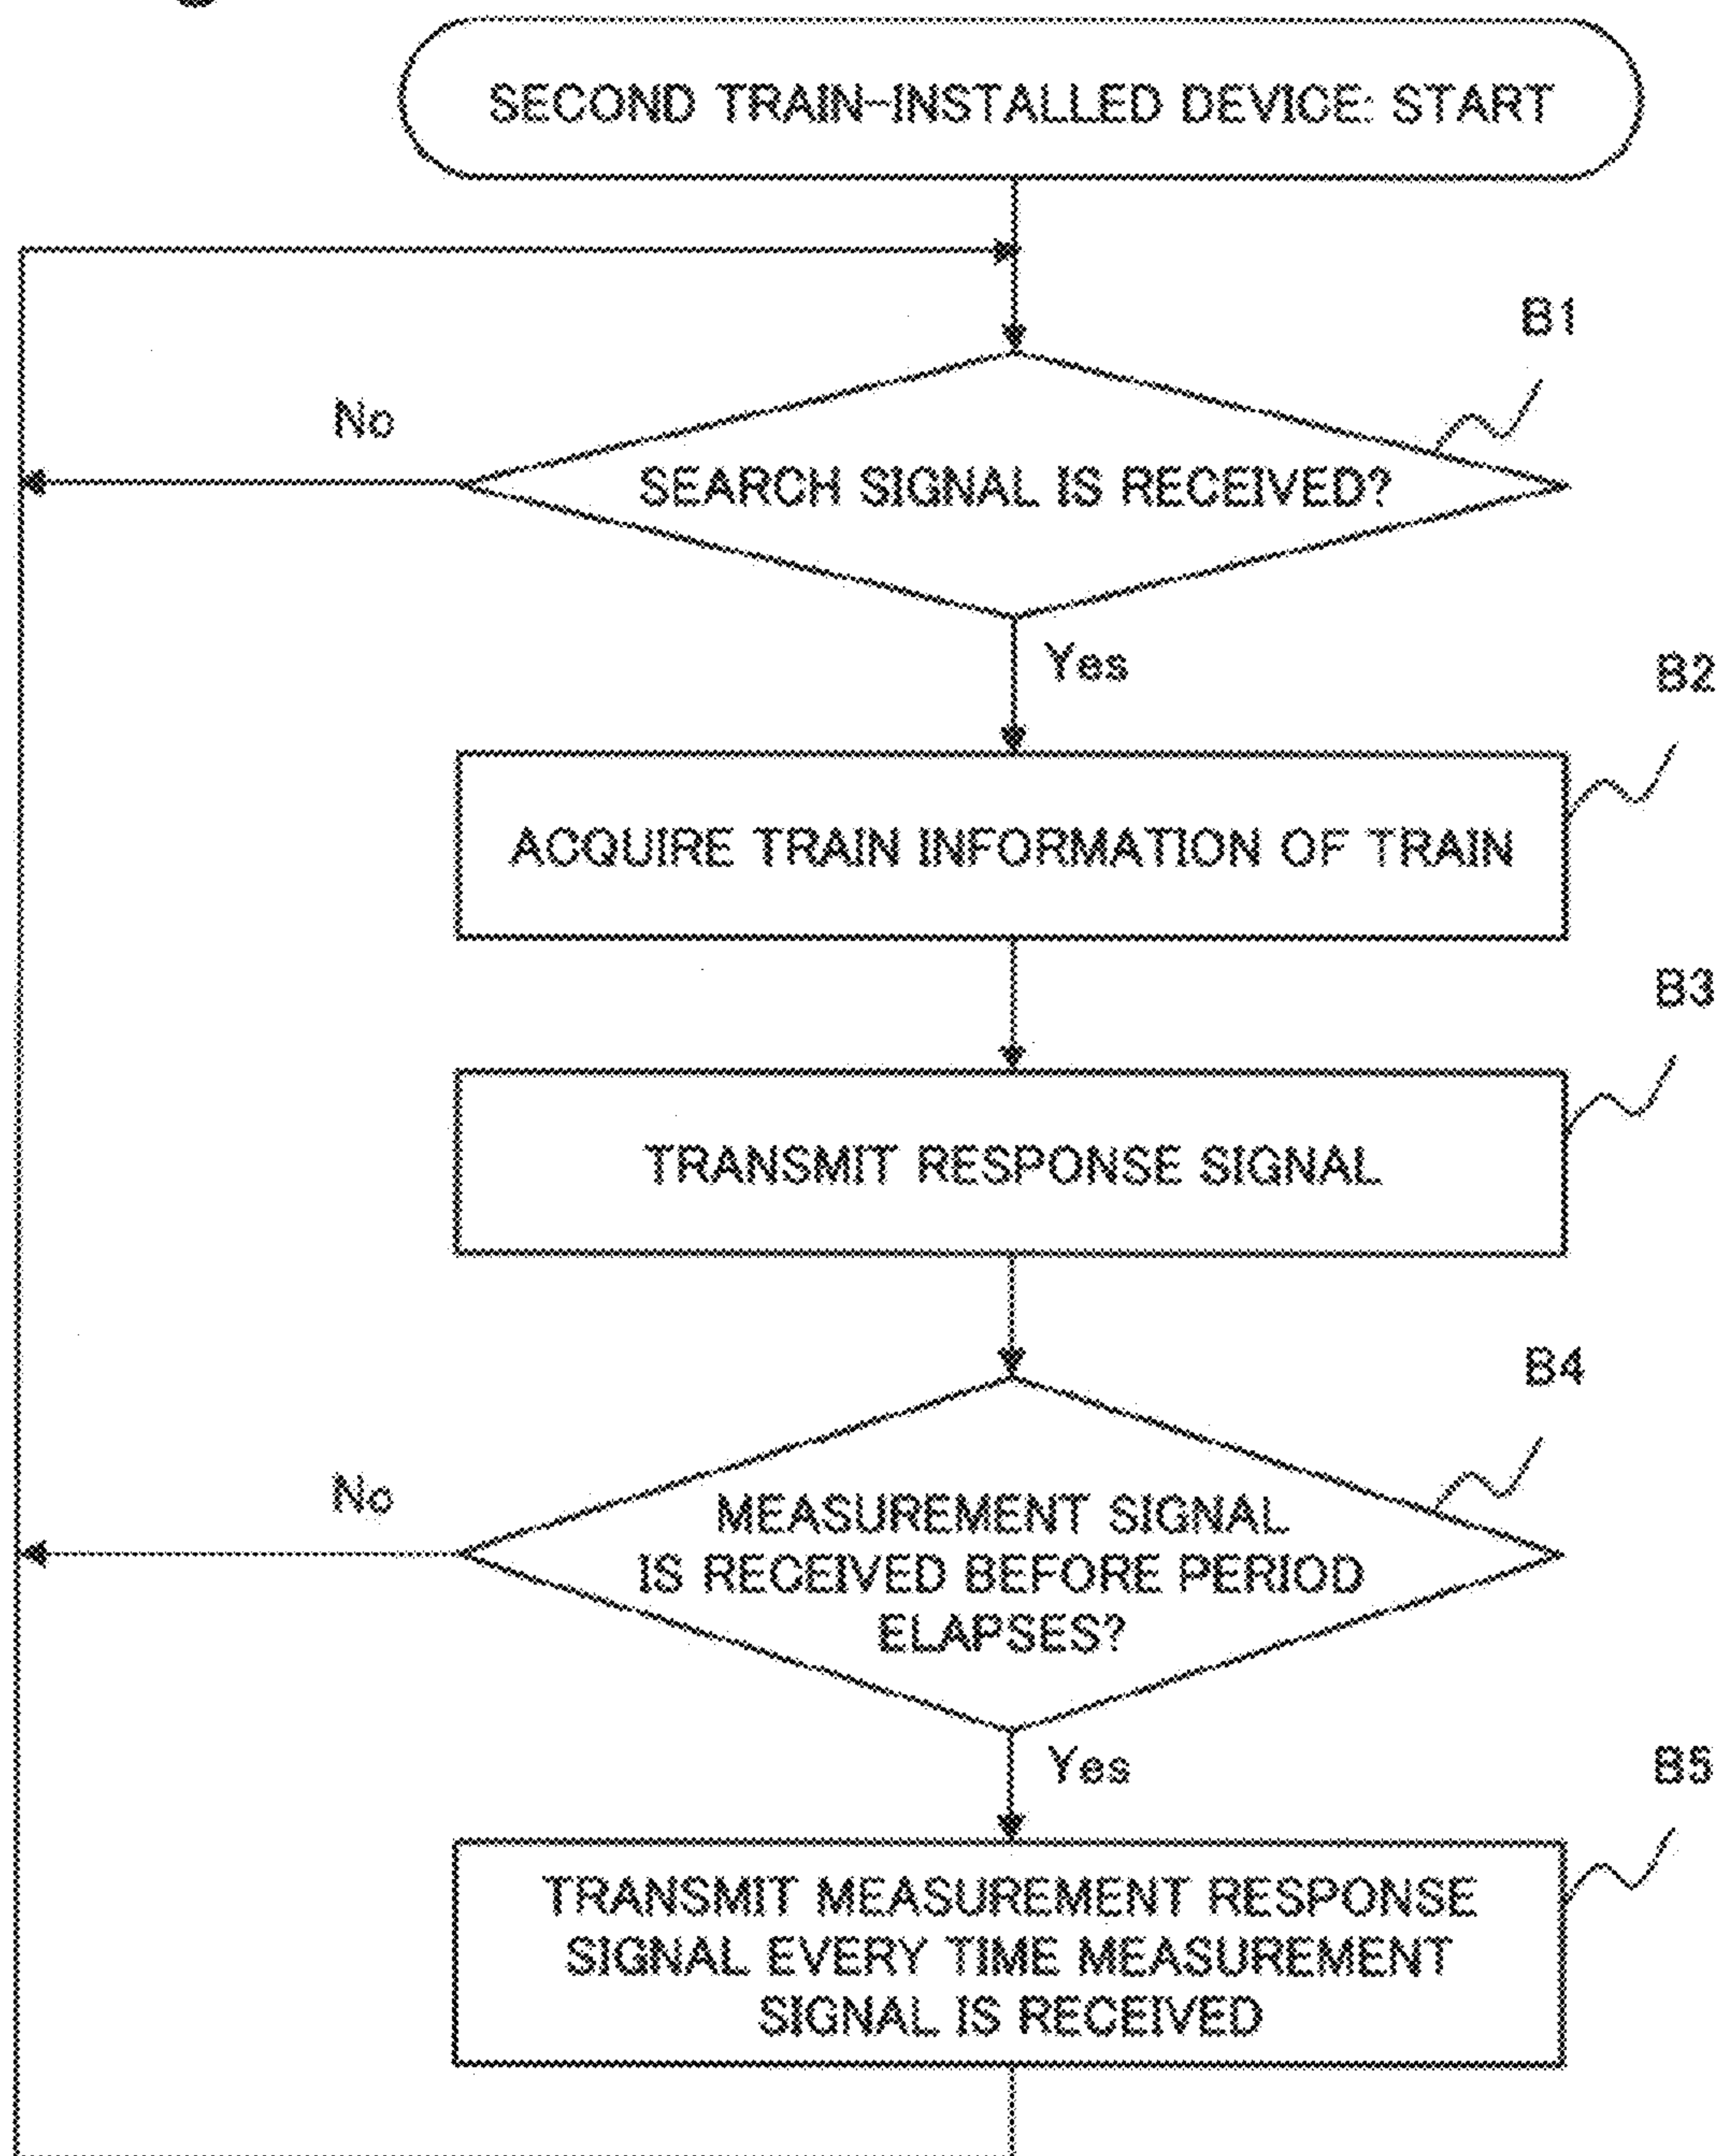 SECOND TRAIN-INSTALLED DEVICE: START
B1
No
SEARCH SIGNAL IS RECEIVED?
Yes
B2
ACQUIRE TRAIN INFORMATION OF TRAIN
B3
TRANSMIT RESPONSE SIGNAL
B4
No
MEASUREMENT SIGNAL
IS RECEIVED BEFORE PERIOD
ELAPSES?
Yes
B5
TRANSMIT MEASUREMENT RESPONSE
SIGNAL EVERY TIME MEASUREMENT
SIGNAL IS RECEIVED